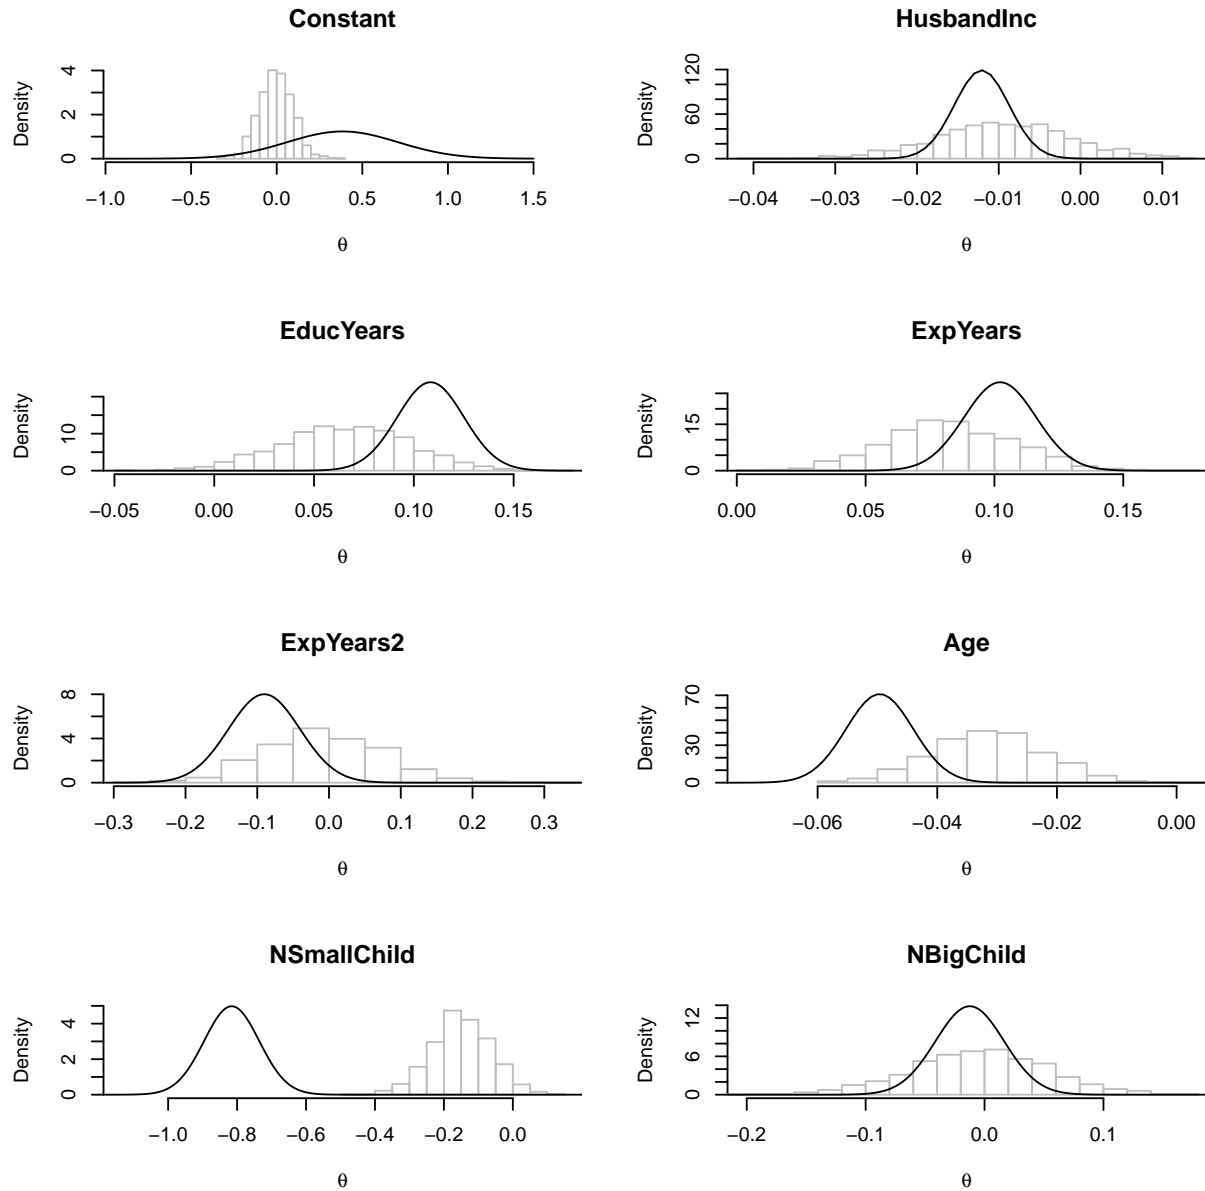 Constant
Density
0 2 4
−1.0 −0.5 0.0 0.5 1.0 1.5
θ
HusbandInc
Density
0 60 120
−0.04 −0.03 −0.02 −0.01 0.00 0.01
θ
EducYears
Density
0 10
−0.05 0.00 0.05 0.10 0.15
θ
ExpYears
Density
0 15
0.00 0.05 0.10 0.15
θ
ExpYears2
Density
0 4 8
−0.3 −0.2 −0.1 0.0 0.1 0.2 0.3
θ
Age
Density
0 30 70
−0.06 −0.04 −0.02 0.00
θ
NSmallChild
Density
0 2 4
−1.0 −0.8 −0.6 −0.4 −0.2 0.0
θ
NBigChild
Density
0 6 12
−0.2 −0.1 0.0 0.1
θ